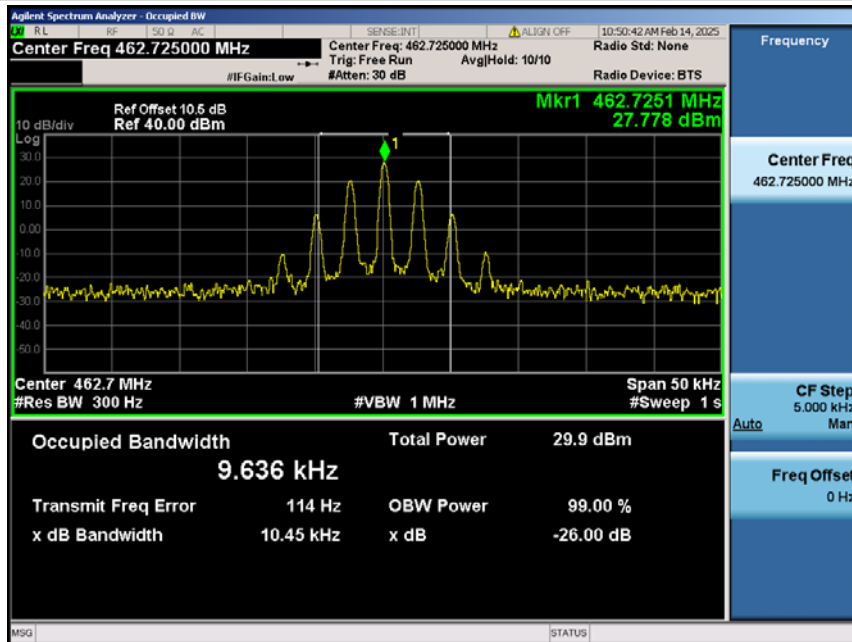 Agilent Spectrum Analyzer - Occupied BW
RL RF 50 Ω AC SENSE:INT ALIGN OFF 10:50:42 AM Feb 14, 2025
Center Freq 462.725000 MHz
Center Freq: 462.725000 MHz
Radio Std: None
Trig: Free Run Avg|Hold: 10/10
#IFGain:Low #Atten: 30 dB Radio Device: BTS
Mkr1 462.7251 MHz
27.778 dBm
Ref Offset 10.5 dB
10 dB/div Ref 40.00 dBm
Log
30.0
20.0
10.0
0.00
-10.0
-20.0
-30.0
-40.0
-50.0
1
Center 462.7 MHz Span 50 kHz
#Res BW 300 Hz #VBW 1 MHz #Sweep 1 s
Occupied Bandwidth Total Power 29.9 dBm
9.636 kHz
Transmit Freq Error 114 Hz OBW Power 99.00 %
x dB Bandwidth 10.45 kHz x dB -26.00 dB
MSG STATUS
Frequency
Center Freq
462.725000 MHz
CF Step
5.000 kHz
Auto Man
Freq Offset
0 Hz